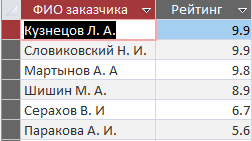 ФИО заказчика Рейтинг
Кузнецов Л. А. 9.9
Словиковский Н. И. 9.9
Мартынов А. А 9.8
Шишин М. А. 8.9
Серахов В. И 6.7
Паракова А. И. 5.6